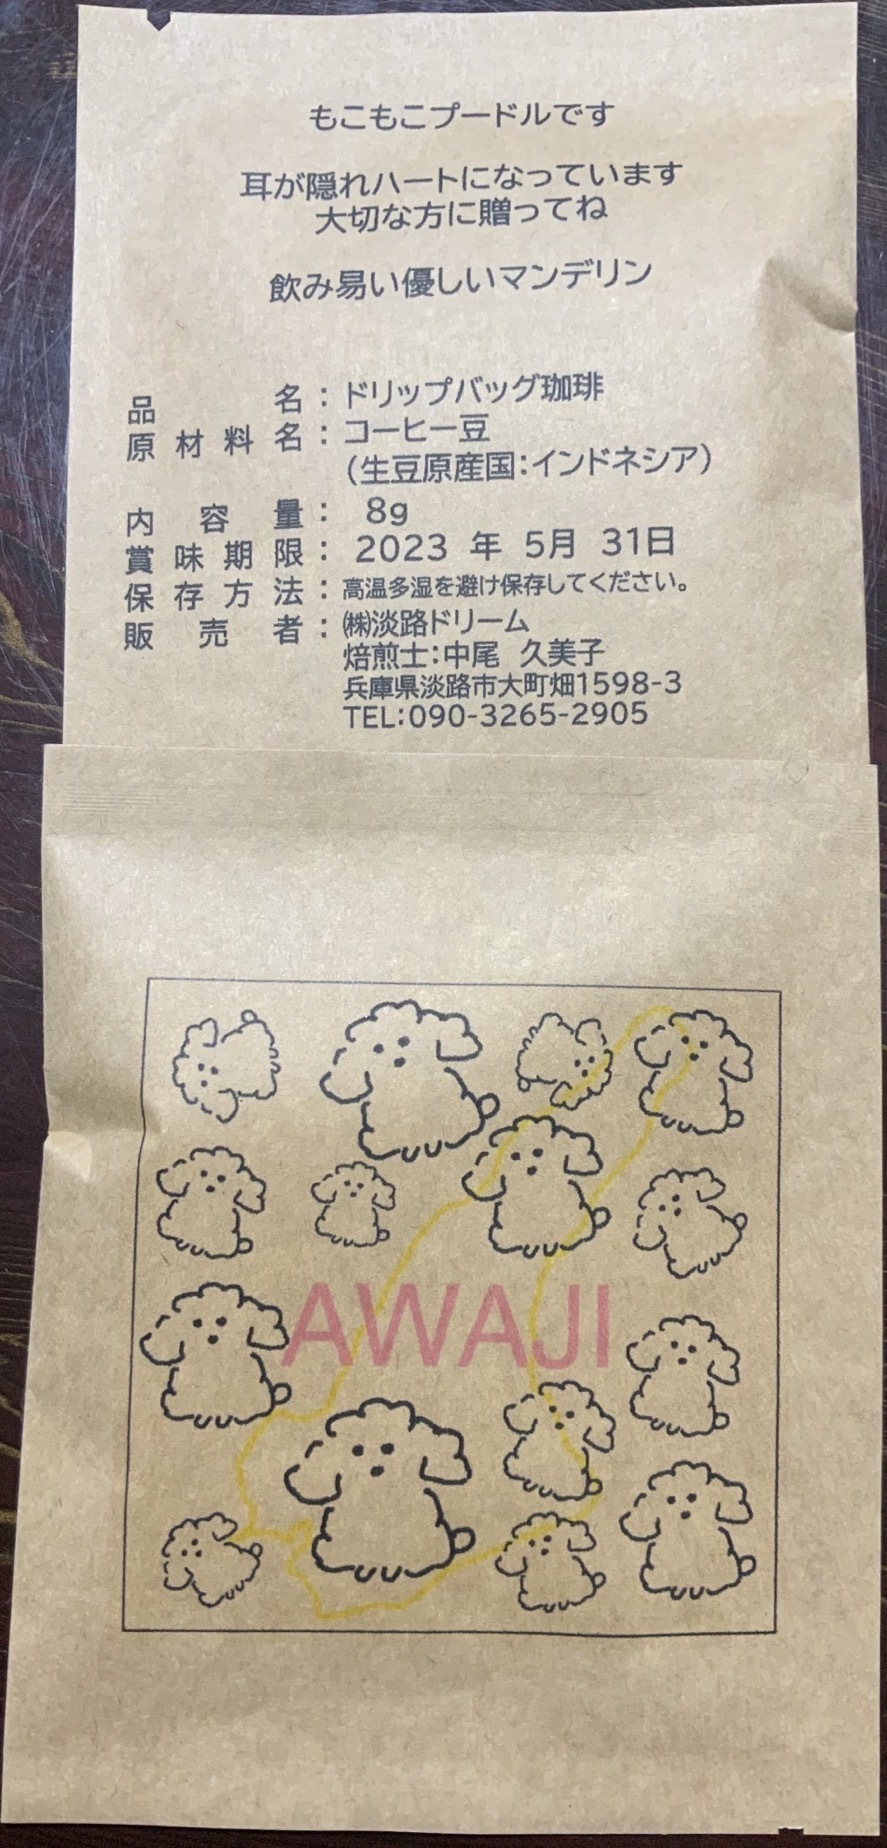 もこもこプードルです
耳が隠れハートになっています
大切な方に贈ってね
飲み易い優しいマンデリン
品名：ドリップバッグ珈琲
原材料名：コーヒー豆
(生豆原産国：インドネシア)
内容量： 8g
賞味期限： 2023 年 5月 31日
保存方法：高温多湿を避け保存してください。
販売者：㈱淡路ドリーム
焙煎士：中尾 久美子
兵庫県淡路市大町畑1598-3
TEL：090-3265-2905
AWAJI